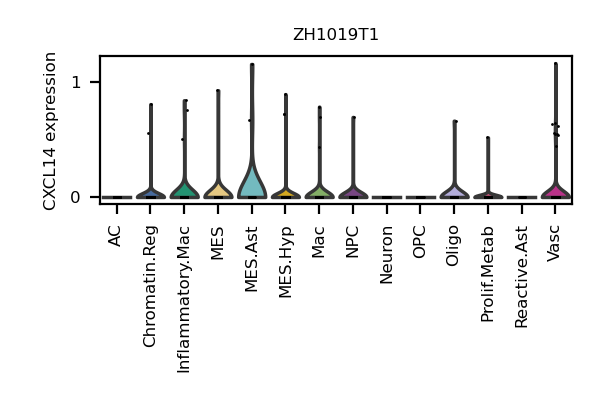 ZH1019T1
CXCL14 expression
1
0
AC
Chromatin.Reg
Inflammatory.Mac
MES
MES.Ast
MES.Hyp
Mac
NPC
Neuron
OPC
Oligo
Prolif.Metab
Reactive.Ast
Vasc